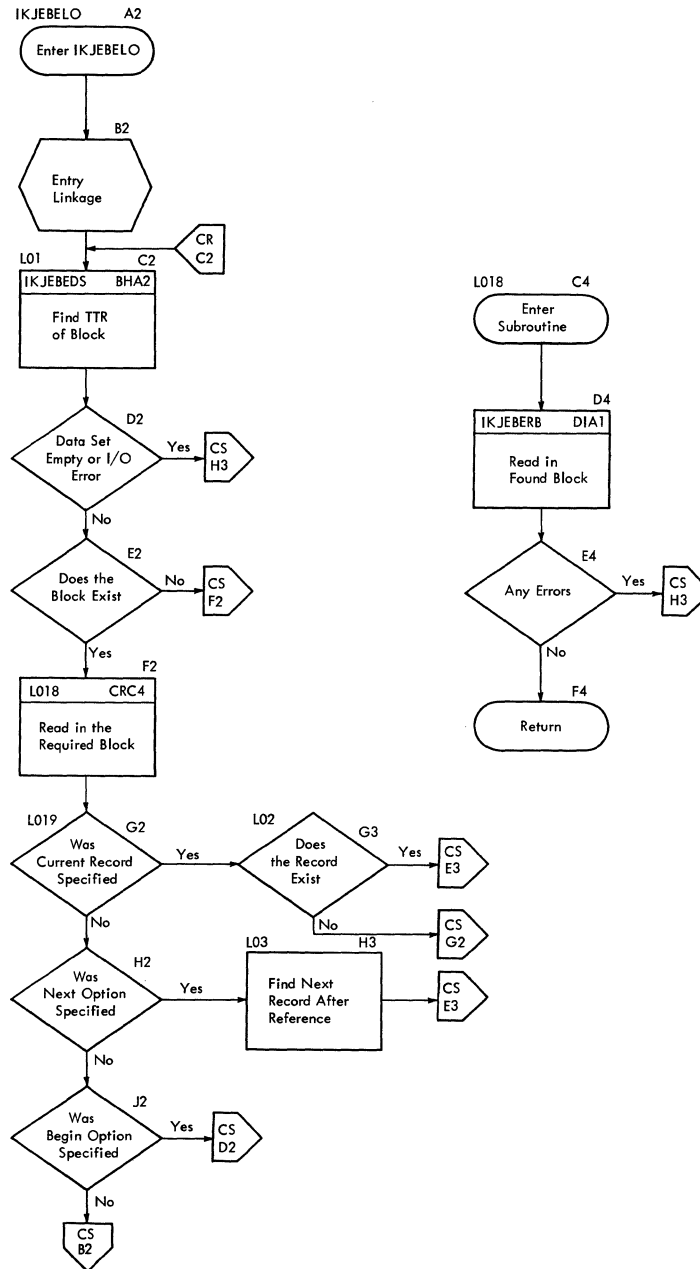 IKJEBELO A2
Enter IKJEBELO
B2
Entry
Linkage
CR
C2
L01 C2
IKJEBEDS BHA2
Find TTR
of Block
D2
Data Set
Empty or I/O
Error
Yes
CS
H3
No
E2
Does the
Block Exist
No
CS
F2
Yes
F2
L018 CRC4
Read in the
Required Block
L019 G2
Was
Current Record
Specified
Yes
L02 G3
Does
the Record
Exist
Yes
CS
E3
No
CS
G2
No
H2
Was
Next Option
Specified
Yes
L03 H3
Find Next
Record After
Reference
CS
E3
No
J2
Was
Begin Option
Specified
Yes
CS
D2
No
CS
B2
L018 C4
Enter
Subroutine
D4
IKJEBERB DIA1
Read in
Found Block
E4
Any Errors
Yes
CS
H3
No
F4
Return